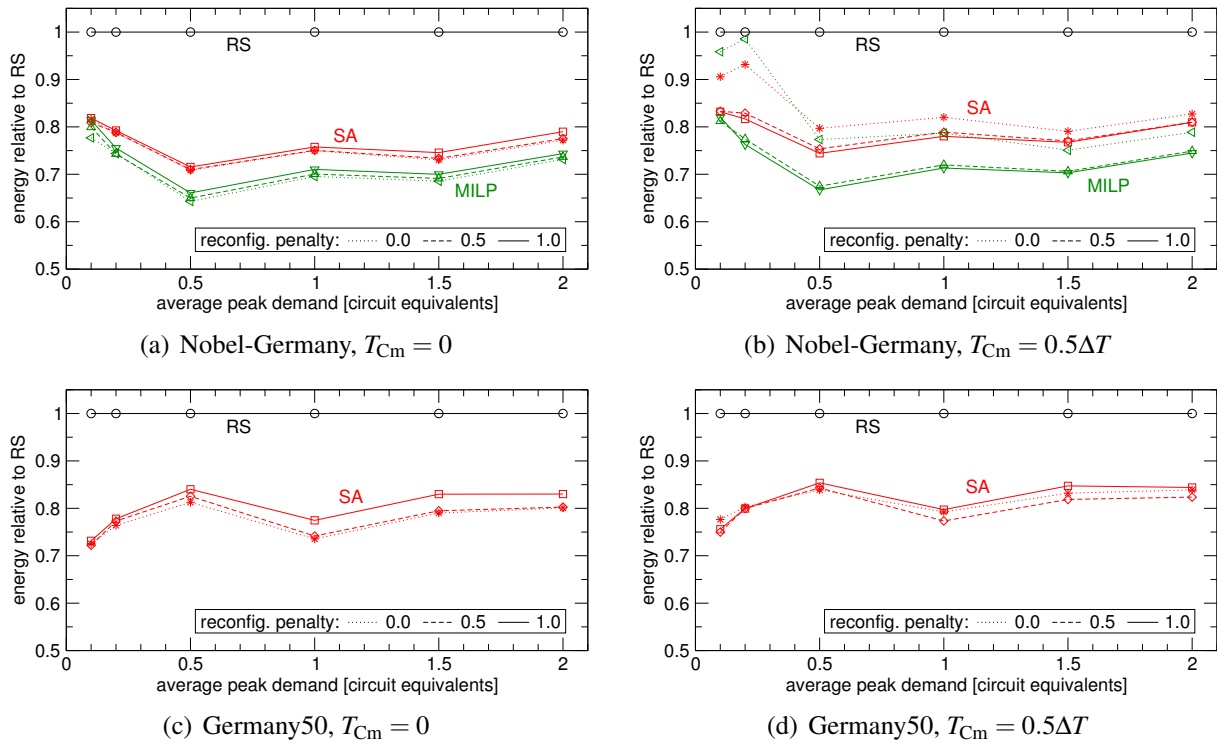 1
0.9
0.8
0.7
0.6
0.5
energy relative to RS
RS
SA
MILP
reconfig. penalty: 0.0 0.5 1.0
0 0.5 1 1.5 2
average peak demand [circuit equivalents]
(a) Nobel-Germany, T_Cm = 0
1
0.9
0.8
0.7
0.6
0.5
energy relative to RS
RS
SA
MILP
reconfig. penalty: 0.0 0.5 1.0
0 0.5 1 1.5 2
average peak demand [circuit equivalents]
(b) Nobel-Germany, T_Cm = 0.5ΔT
1
0.9
0.8
0.7
0.6
0.5
energy relative to RS
RS
SA
reconfig. penalty: 0.0 0.5 1.0
0 0.5 1 1.5 2
average peak demand [circuit equivalents]
(c) Germany50, T_Cm = 0
1
0.9
0.8
0.7
0.6
0.5
energy relative to RS
RS
SA
reconfig. penalty: 0.0 0.5 1.0
0 0.5 1 1.5 2
average peak demand [circuit equivalents]
(d) Germany50, T_Cm = 0.5ΔT